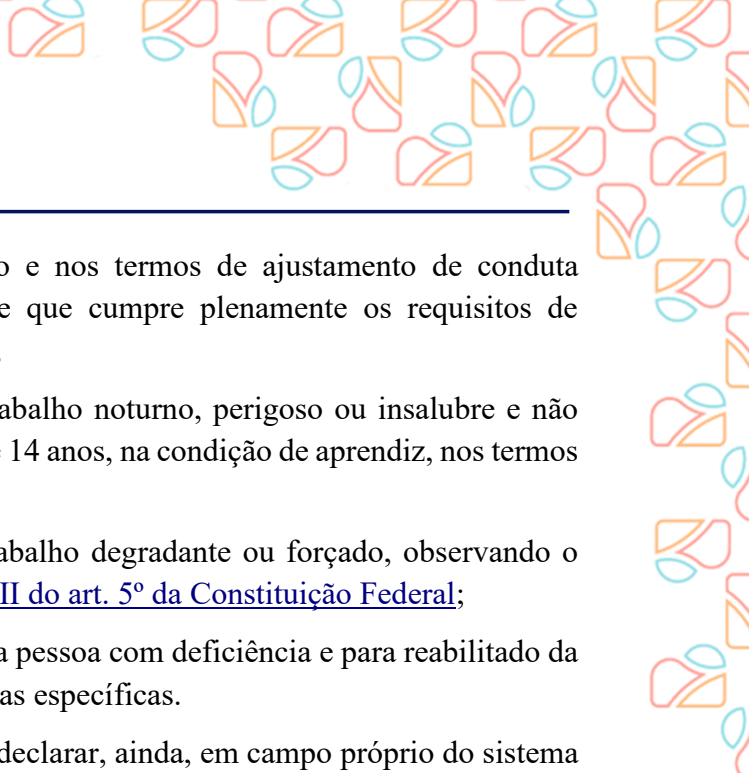 o e nos termos de ajustamento de conduta
e que cumpre plenamente os requisitos de
abalho noturno, perigoso ou insalubre e não
14 anos, na condição de aprendiz, nos termos
abalho degradante ou forçado, observando o
II do art. 5º da Constituição Federal;
a pessoa com deficiência e para reabilitado da
as específicas.
declarar, ainda, em campo próprio do sistema